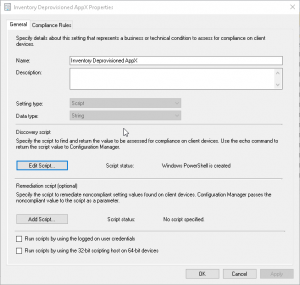 Inventory Deprovisioned AppX Properties
General
Compliance Rules
Specify details about this setting that represents a business or technical condition to assess for compliance on client
devices.
Name:
Inventory Deprovisioned AppX
Description:
Setting type:
Script
Data type:
String
Discovery script
Specify the script to find and return the value to be assessed for compliance on client devices. Use the echo command to
return the script value to Configuration Manager.
Edit Script...
Script status:
Windows PowerShell is created
Remediation script (optional)
Specify the script to remediate noncompliant setting values found on client devices. Configuration Manager passes the
noncompliant value to the script as a parameter.
Add Script...
Script status:
No script specified
Run scripts by using the logged on user credentials
Run scripts by using the 32-bit scripting host on 64-bit devices
OK
Cancel
Apply